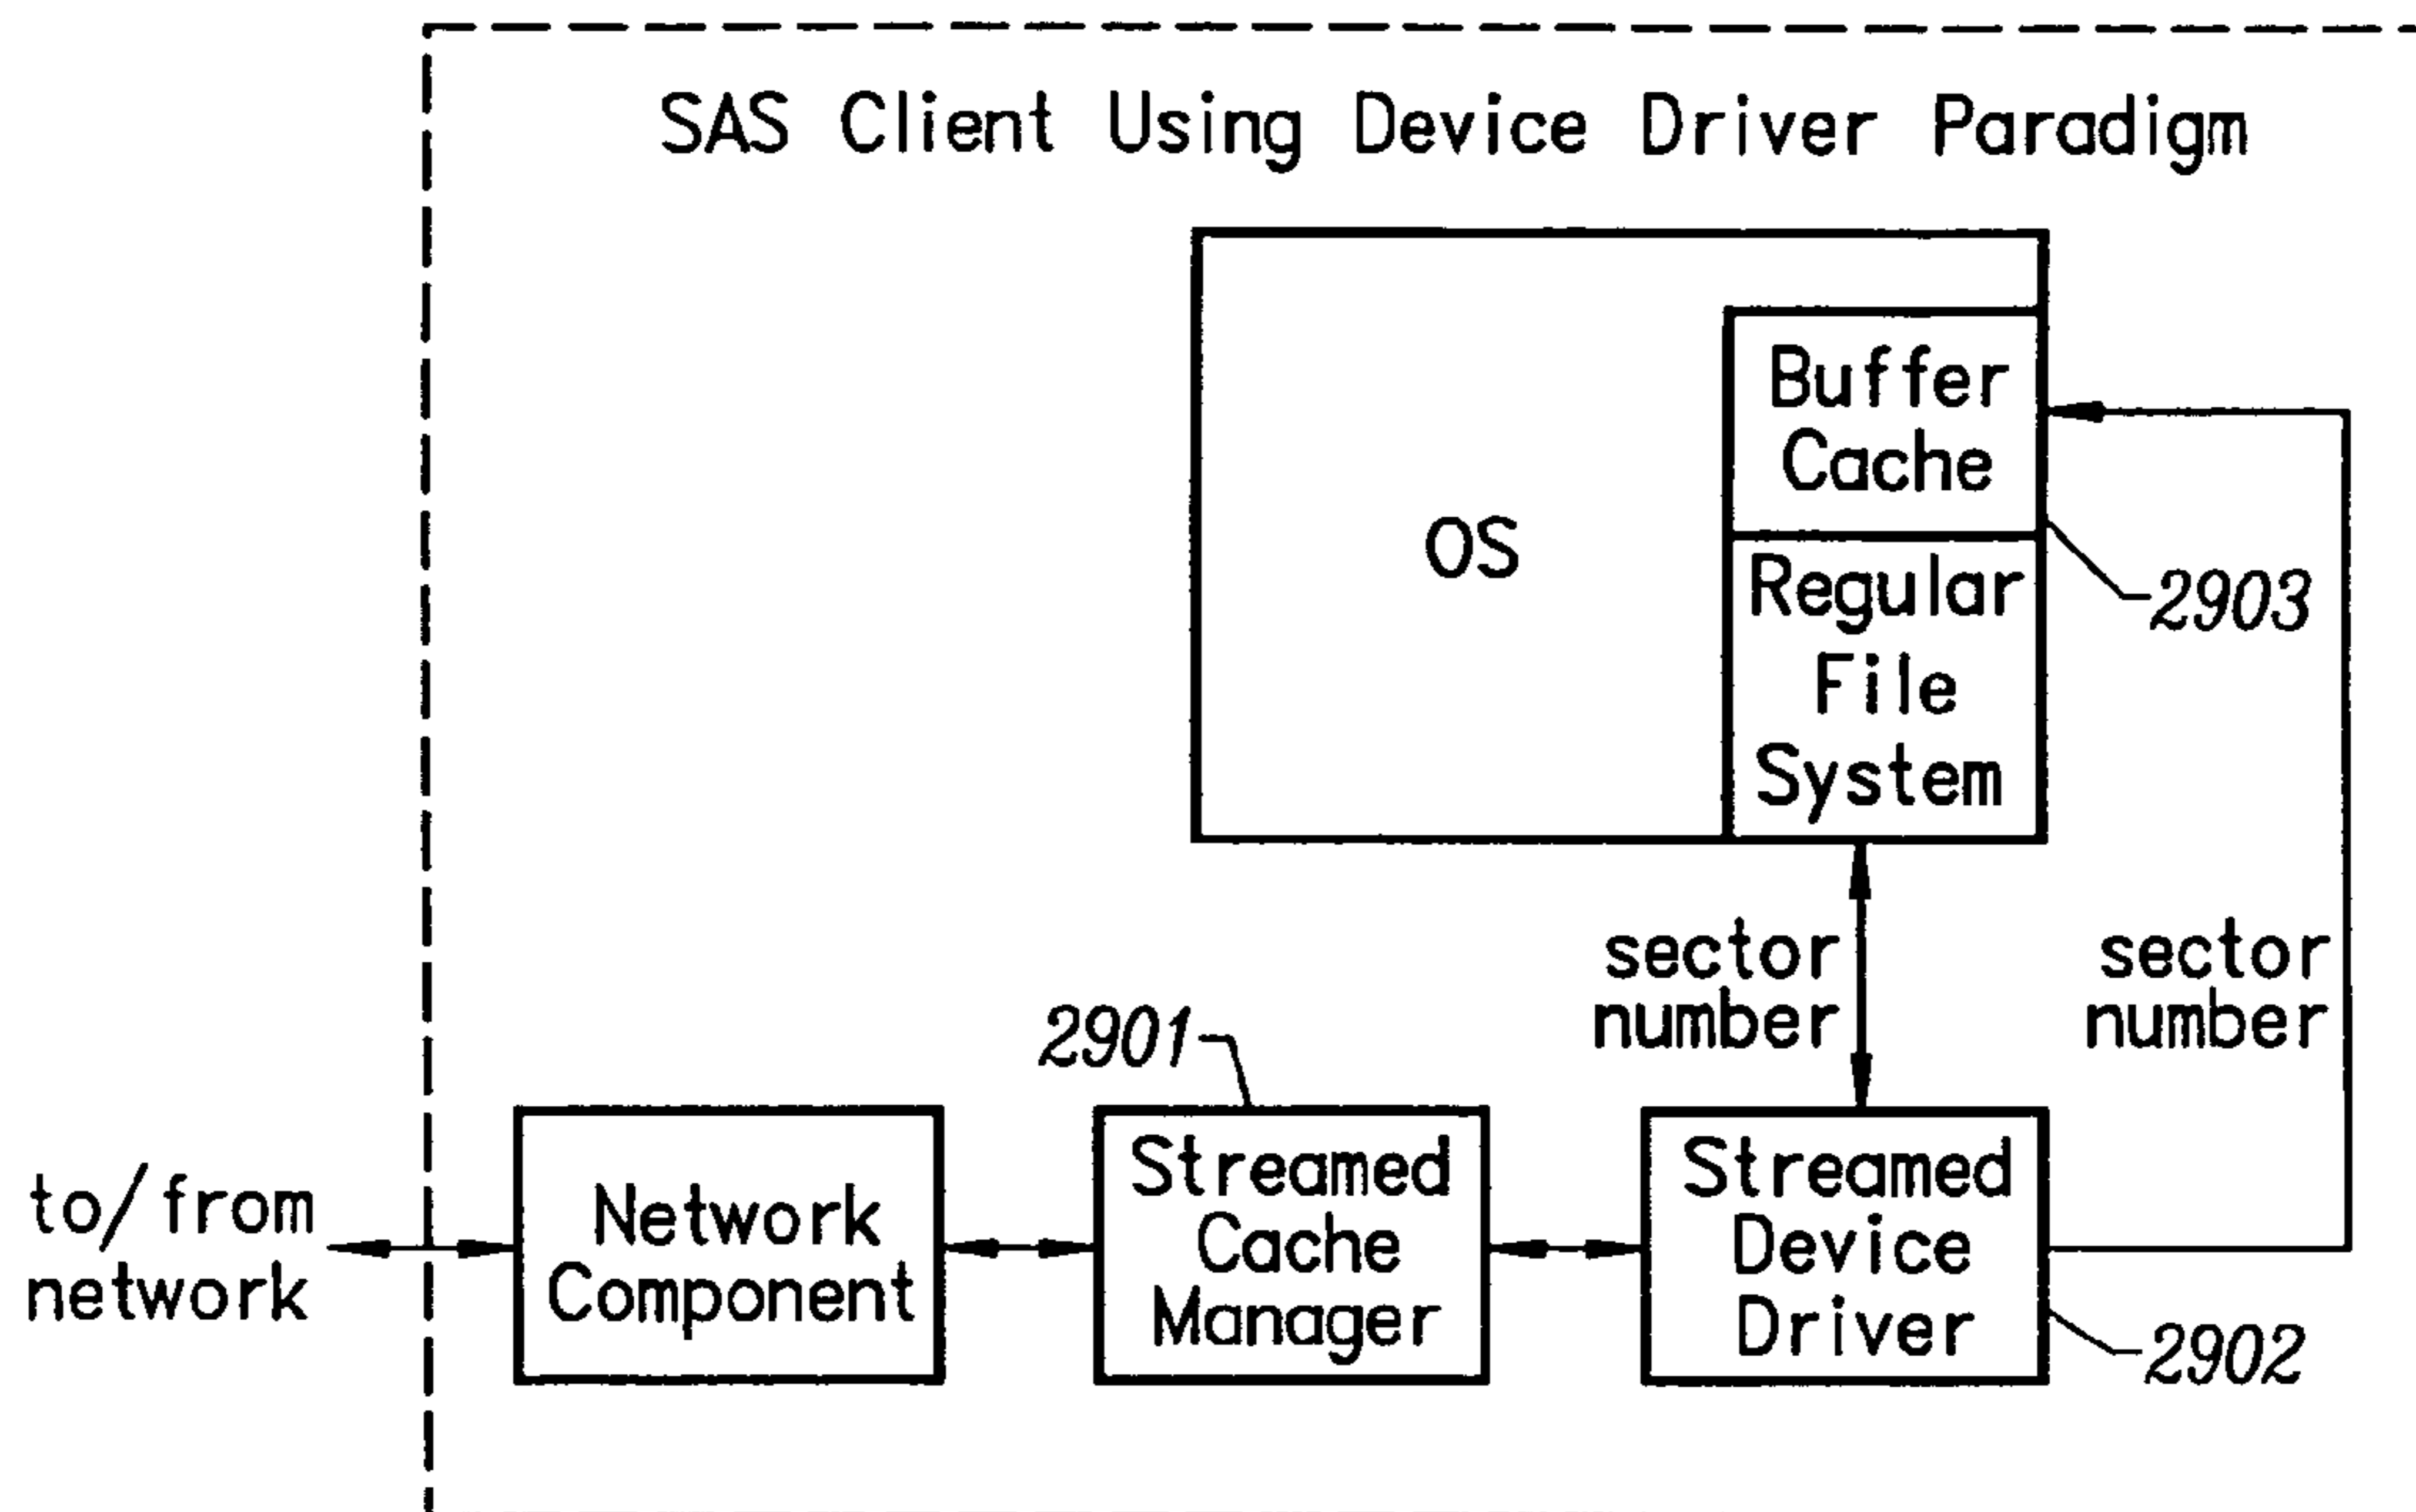 SAS Client Using Device Driver Paradigm
Buffer
Cache
OS
Regular
File
System
2903
sector
number
sector
number
2901
to/from
network
Network
Component
Streamed
Cache
Manager
Streamed
Device
Driver
2902